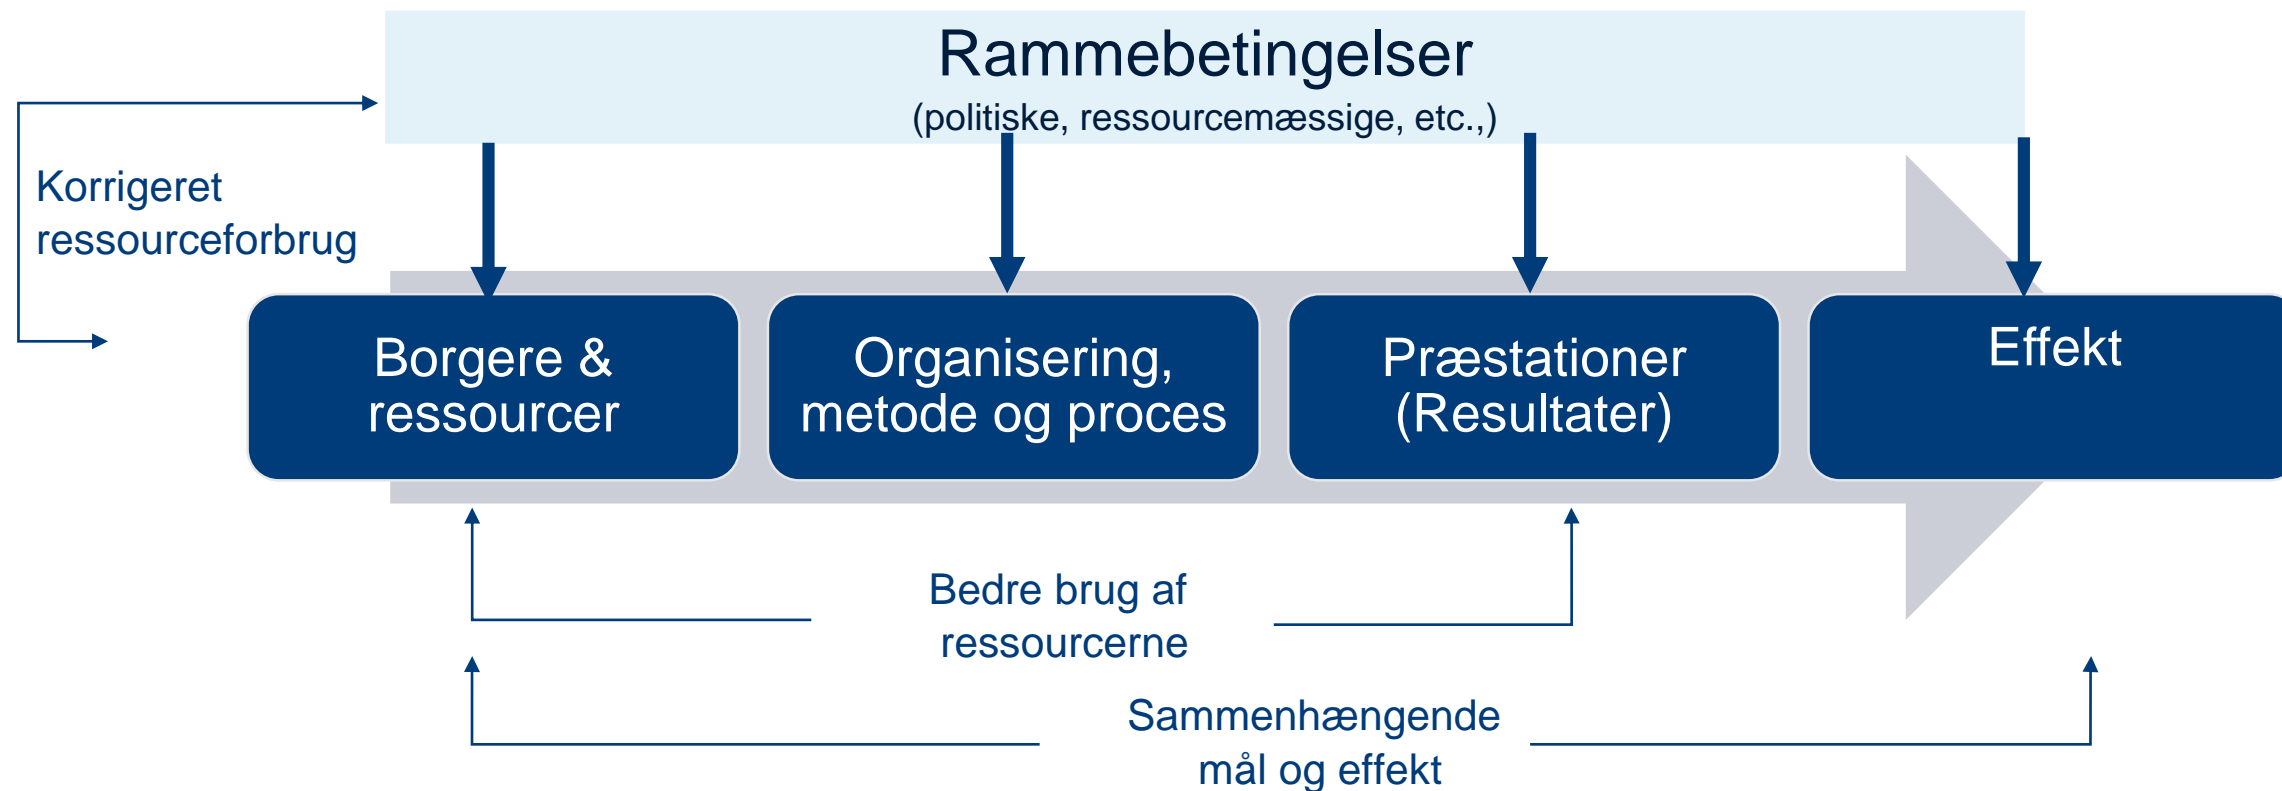 Rammebetingelser
(politiske, ressourcemæssige, etc.,)
Korrigeret
ressourceforbrug
Borgere &
ressourcer
Organisering,
metode og proces
Præstationer
(Resultater)
Effekt
Bedre brug af
ressourcerne
Sammenhængende
mål og effekt